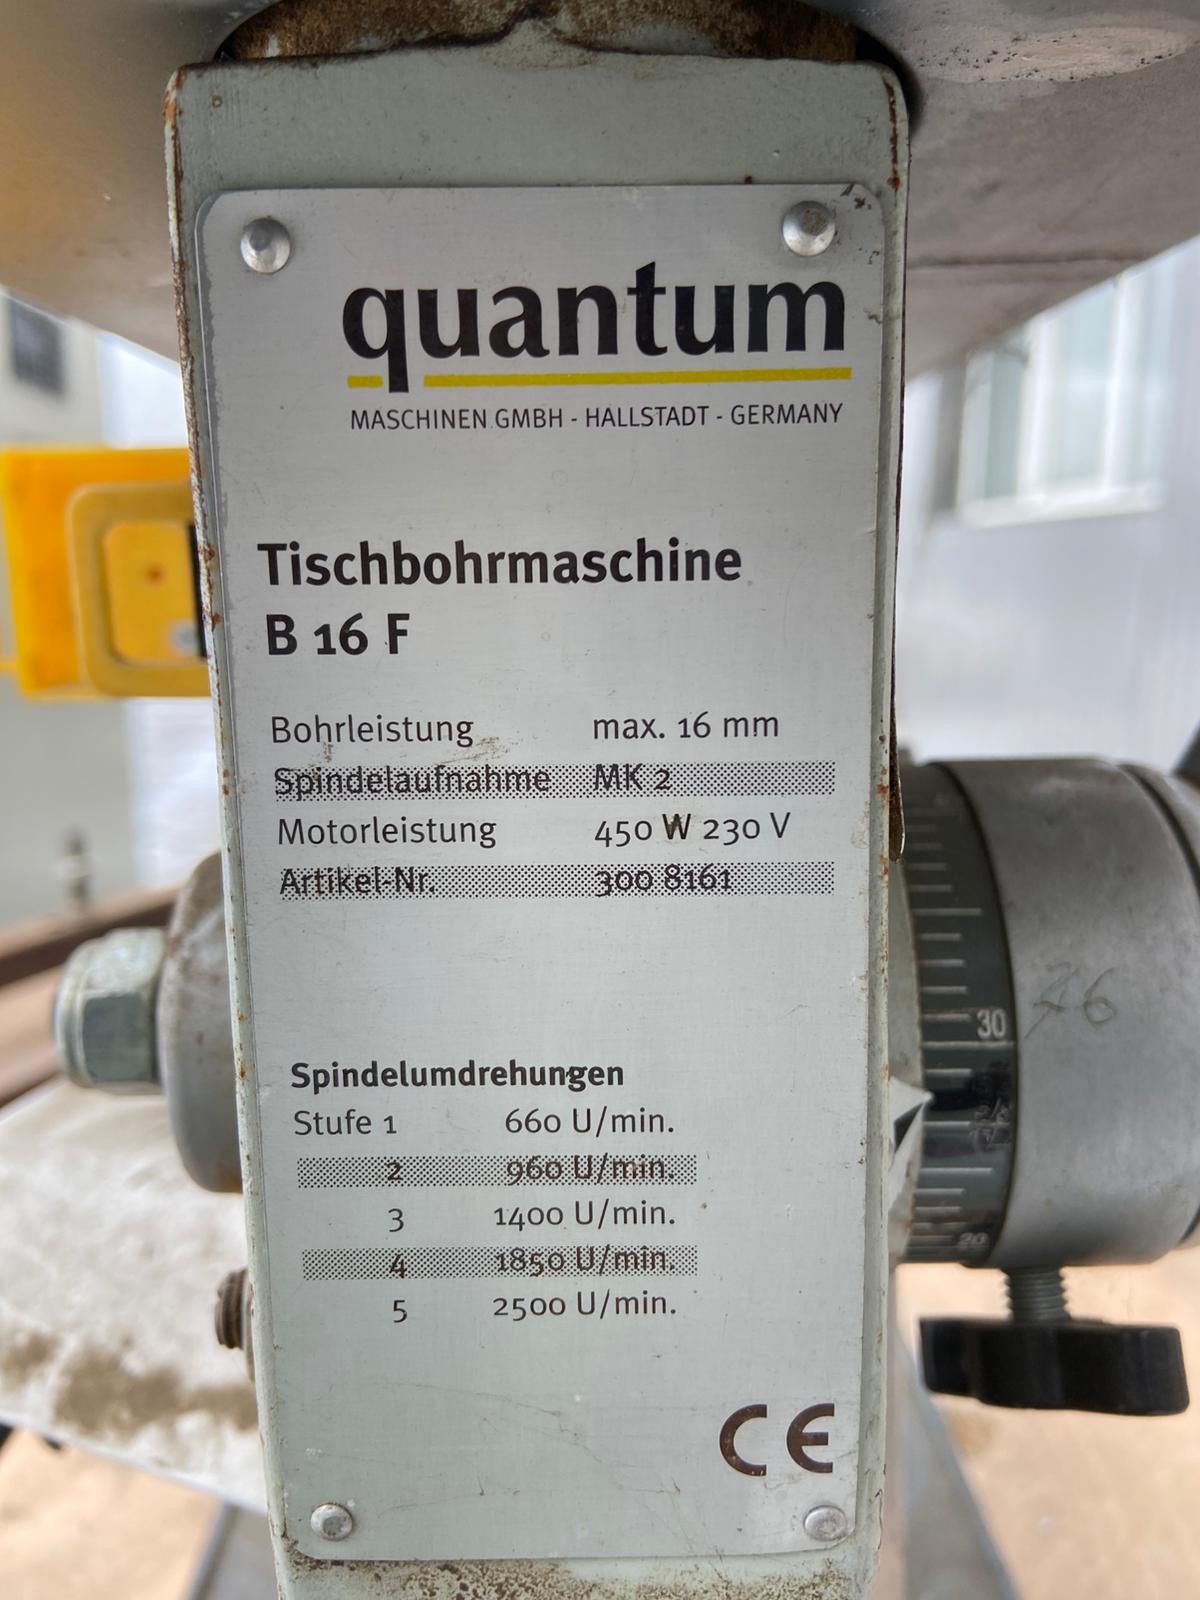 quantum
MASCHINEN GMBH - HALLSTADT - GERMANY
Tischbohrmaschine
B 16 F
Bohrleistung max. 16 mm
Spindelaufnahme MK 2
Motorleistung 450 W 230 V
Artikel-Nr. 300 8161
Spindelumdrehungen
Stufe 1 660 U/min.
2 960 U/min.
3 1400 U/min.
4 1850 U/min.
5 2500 U/min.
CE
30
20